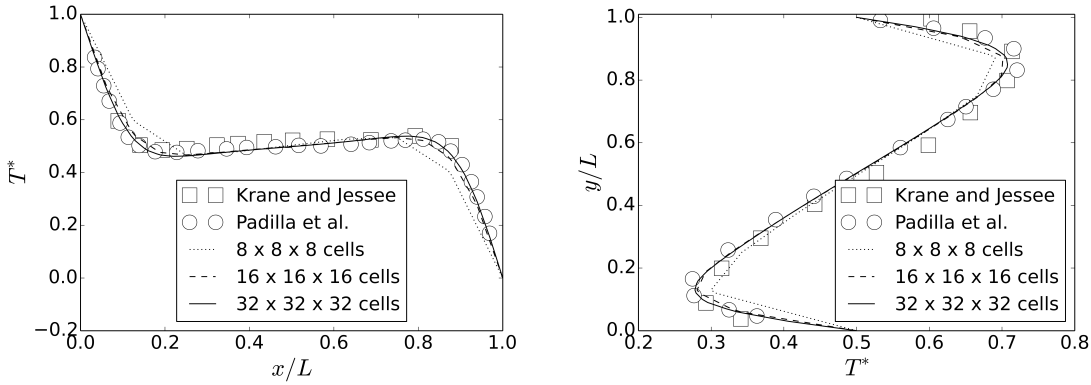 1.0
0.8
0.6
0.4
0.2
0.0
−0.2
T*
0.0 0.2 0.4 0.6 0.8 1.0
x/L
Krane and Jessee
Padilla et al.
8 x 8 x 8 cells
16 x 16 x 16 cells
32 x 32 x 32 cells
1.0
0.8
0.6
0.4
0.2
0.0
y/L
0.2 0.3 0.4 0.5 0.6 0.7 0.8
T*
Krane and Jessee
Padilla et al.
8 x 8 x 8 cells
16 x 16 x 16 cells
32 x 32 x 32 cells